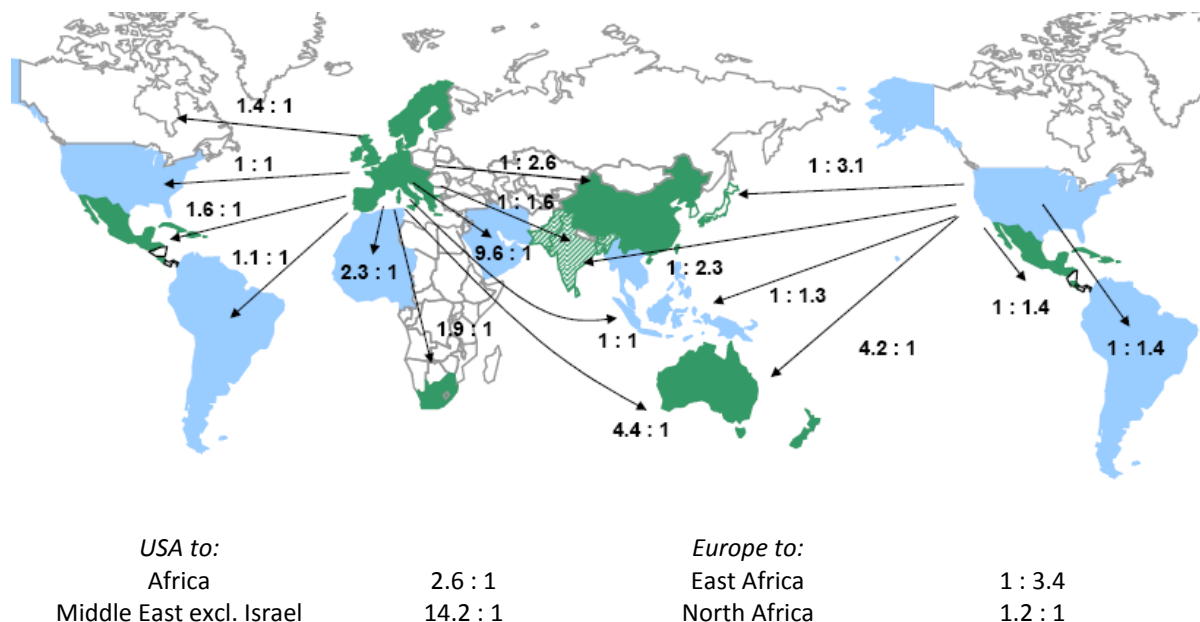 1.4 : 1
1 : 2.6
1 : 3.1
1 : 1
1 : 1.6
1.6 : 1
9.6 : 1
1.1 : 1
2.3 : 1
1 : 2.3
1 : 1.3
1 : 1.4
1.9 : 1
1 : 1
4.2 : 1
1 : 1.4
4.4 : 1
USA to: Europe to:
Africa 2.6 : 1 East Africa 1 : 3.4
Middle East excl. Israel 14.2 : 1 North Africa 1.2 : 1